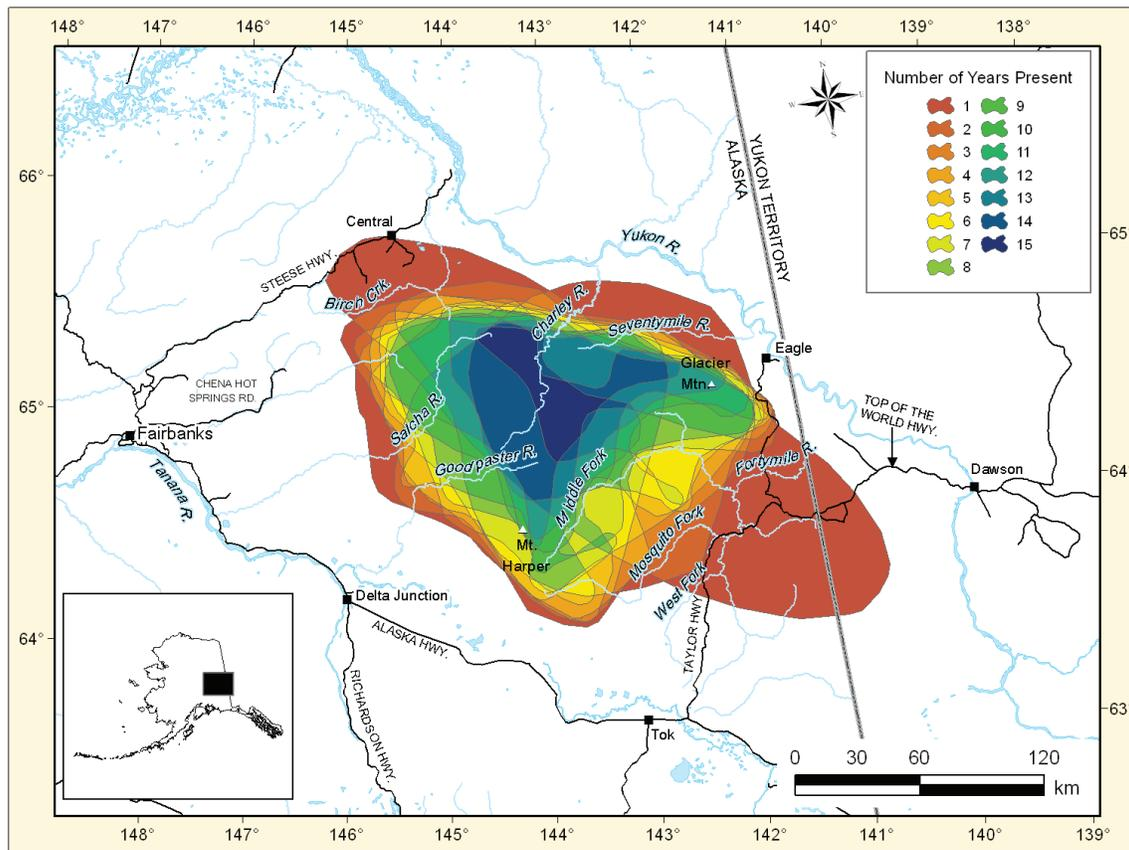 148° 147° 146° 145° 144° 143° 142° 141° 140° 139° 138°
Number of Years Present
1 9
2 10
3 11
4 12
5 13
6 14
7 15
8
N
W E
S
YUKON TERRITORY
ALASKA
66°
65°
64°
65°
64°
63°
Central
Yukon R.
STEESE HWY.
Birch Crk.
Charley R.
Seventymile R.
Eagle
Glacier
Mtn.
CHENA HOT
SPRINGS RD.
Salcha R.
TOP OF THE
WORLD HWY.
Fairbanks
Goodpaster R.
Fortymile R.
Dawson
Tanana R.
Middle Fork
Mt.
Harper
Mosquito Fork
West Fork
Delta Junction
ALASKA HWY.
TAYLOR HWY.
RICHARDSON HWY.
Tok
0 30 60 120
km
148° 147° 146° 145° 144° 143° 142° 141° 140° 139°